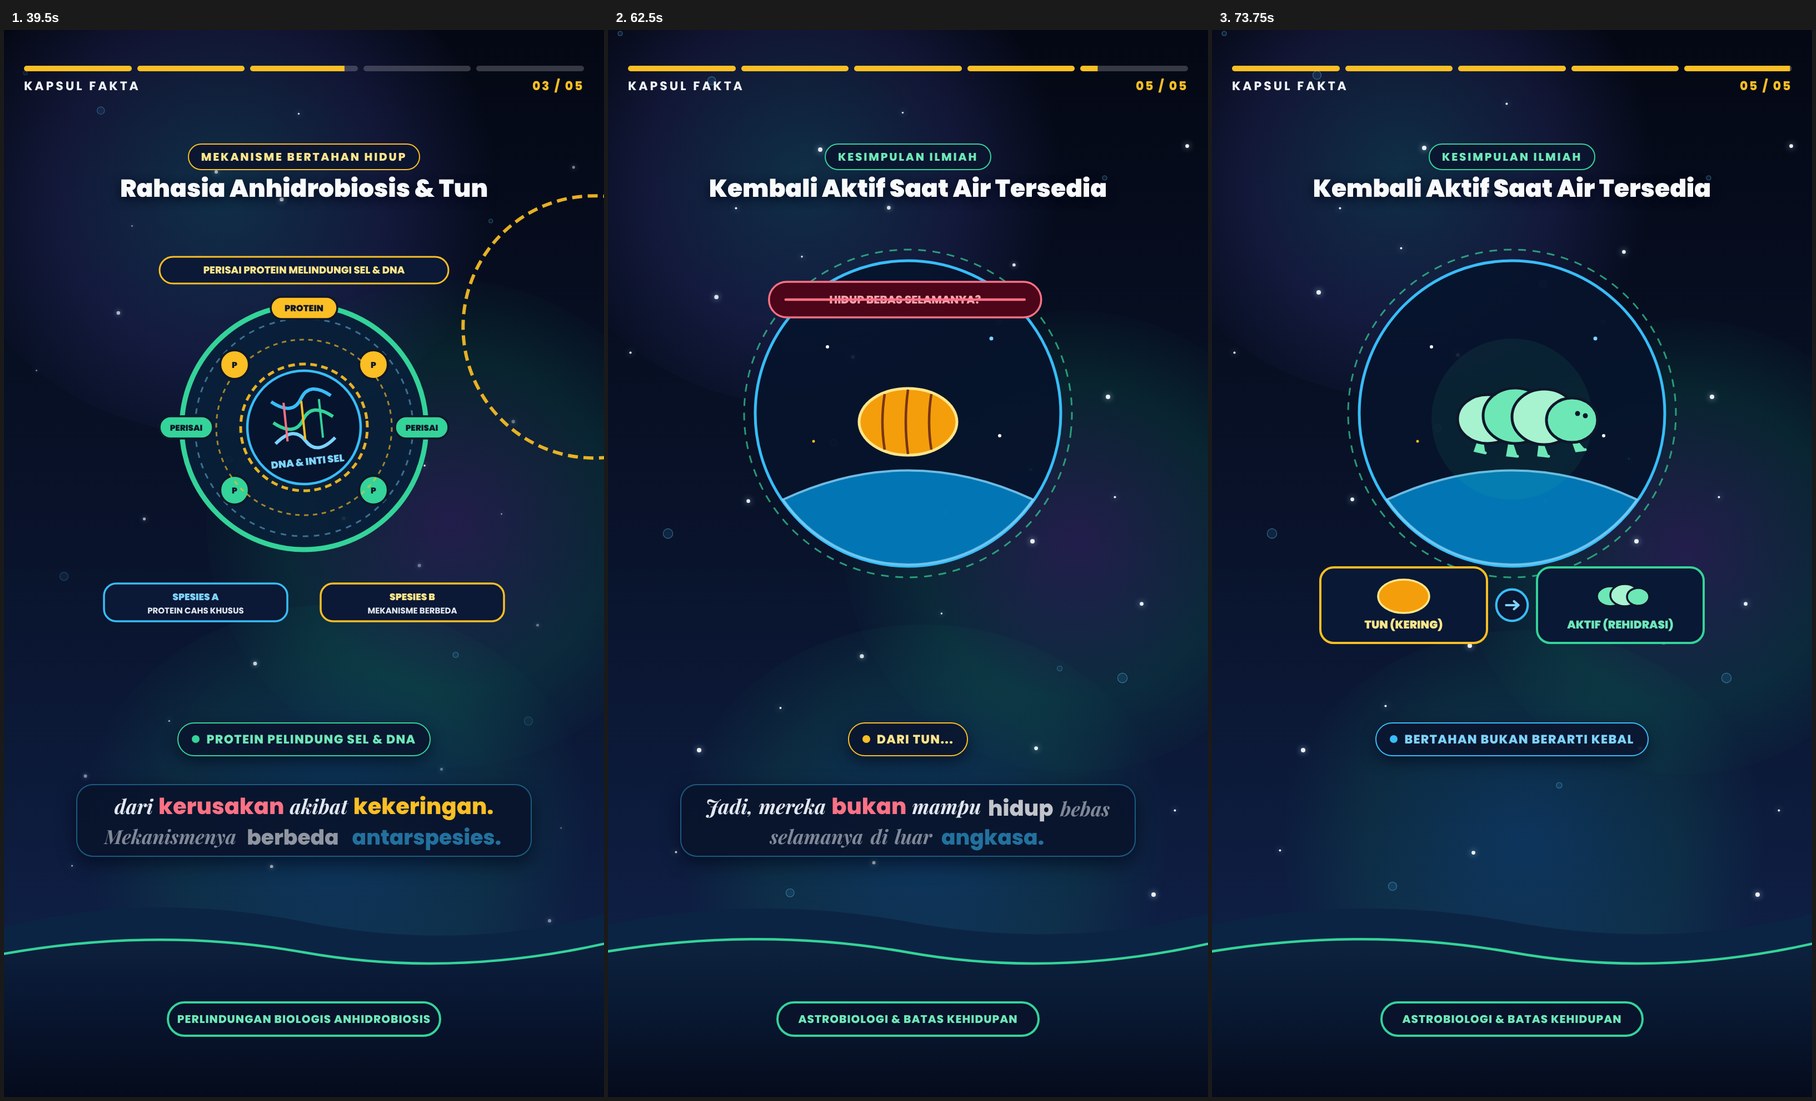 1. 39.5s
KAPSUL FAKTA
03 / 05
MEKANISME BERTAHAN HIDUP
Rahasia Anhidrobiosis & Tun
PERISAI PROTEIN MELINDUNGI SEL & DNA
PROTEIN
P
P
PERISAI
PERISAI
DNA & INTI SEL
P
P
SPESIES A
PROTEIN CAHS KHUSUS
SPESIES B
MEKANISME BERBEDA
PROTEIN PELINDUNG SEL & DNA
dari kerusakan akibat kekeringan.
Mekanismenya berbeda antarspesies.
PERLINDUNGAN BIOLOGIS ANHIDROBIOSIS
2. 62.5s
KAPSUL FAKTA
05 / 05
KESIMPULAN ILMIAH
Kembali Aktif Saat Air Tersedia
HIDUP BEBAS SELAMANYA?
DARI TUN...
Jadi, mereka bukan mampu hidup bebas
selamanya di luar angkasa.
ASTROBIOLOGI & BATAS KEHIDUPAN
3. 73.75s
KAPSUL FAKTA
05 / 05
KESIMPULAN ILMIAH
Kembali Aktif Saat Air Tersedia
TUN (KERING)
AKTIF (REHIDRASI)
BERTAHAN BUKAN BERARTI KEBAL
ASTROBIOLOGI & BATAS KEHIDUPAN